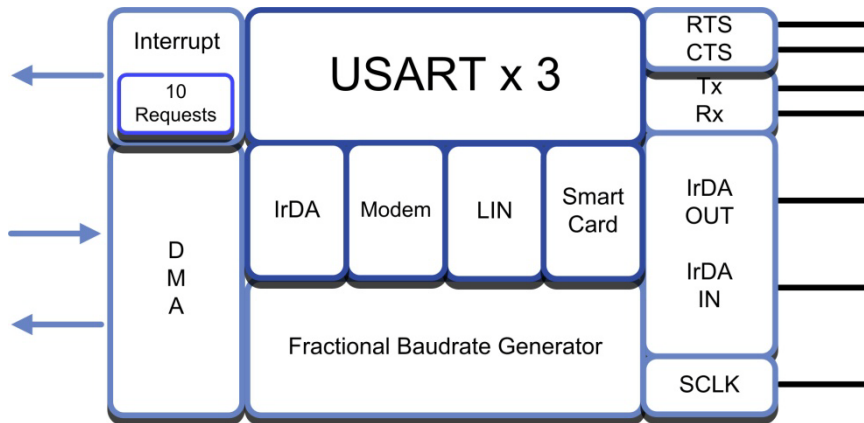 Interrupt
10
Requests
USART x 3
RTS
CTS
Tx
Rx
IrDA
Modem
LIN
Smart
Card
D
M
A
IrDA
OUT
IrDA
IN
Fractional Baudrate Generator
SCLK